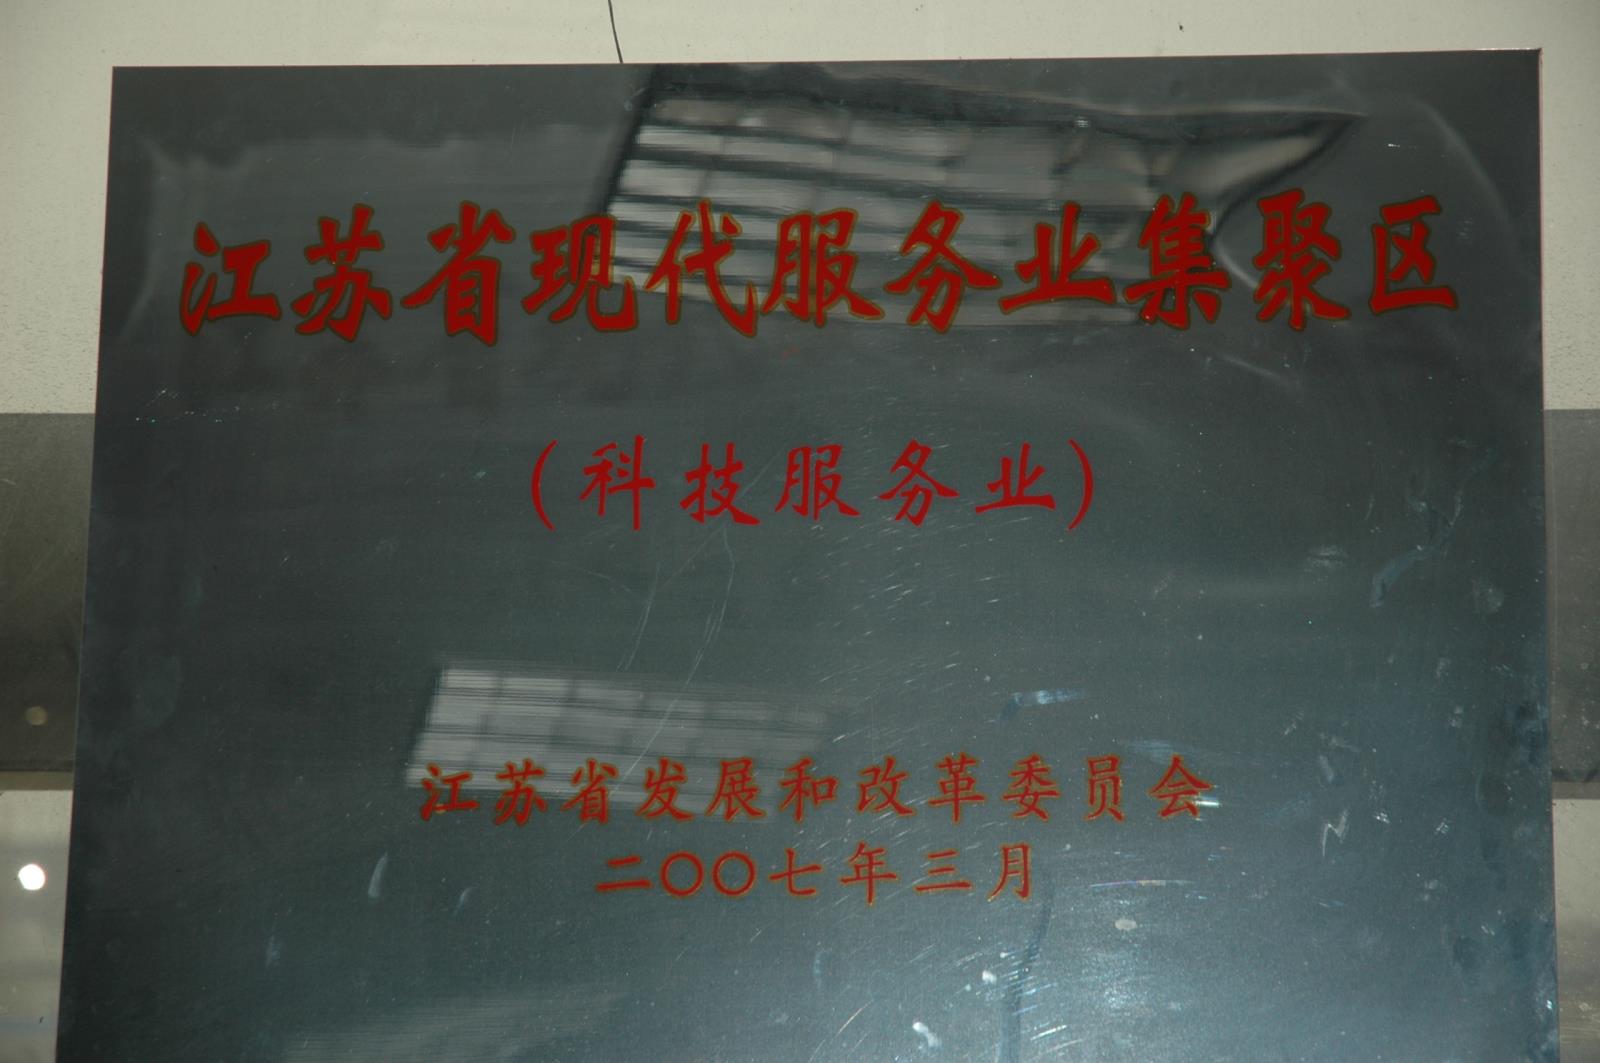 江苏省现代服务业集聚区
（科技服务业）
江苏省发展和改革委员会
二〇〇七年三月